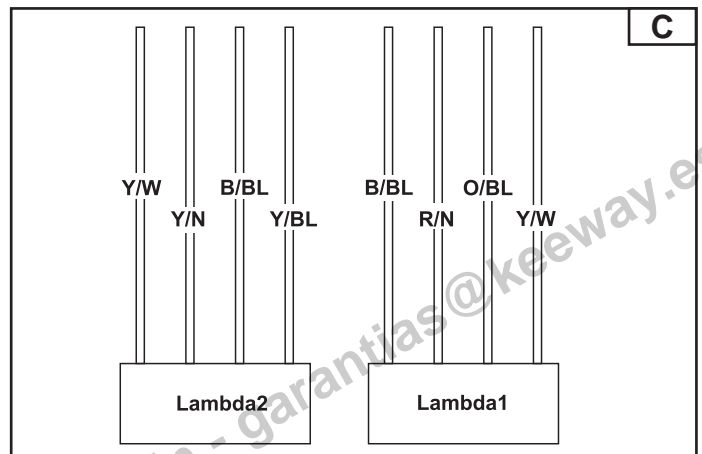 C
Y/W B/BL B/BL O/BL
Y/N Y/BL R/N Y/W
Lambda2 Lambda1
- garantias@keeway.e